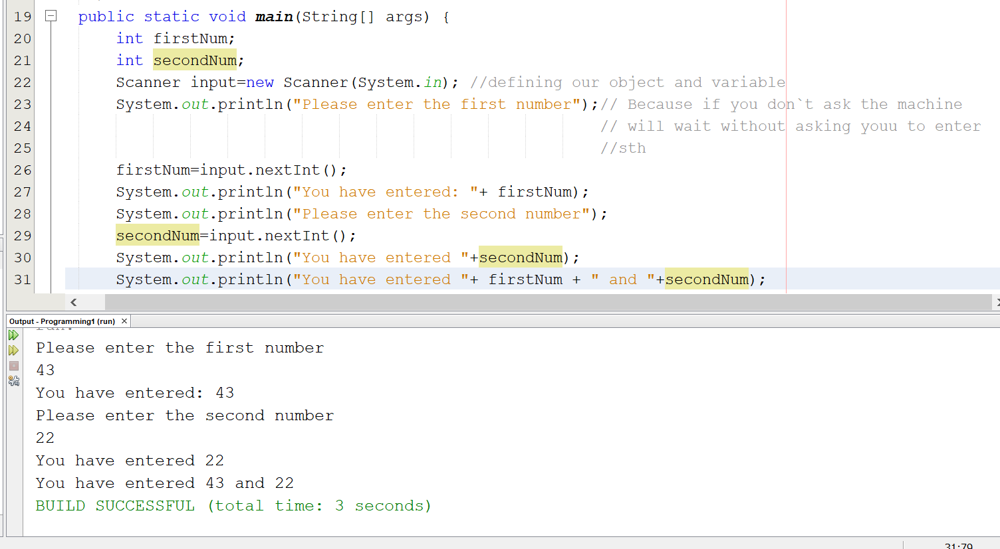 19 public static void main(String[] args) {
20 int firstNum;
21 int secondNum;
22 Scanner input=new Scanner(System.in); //defining our object and variable
23 System.out.println("Please enter the first number");// Because if you don`t ask the machine
24 // will wait without asking youu to enter
25 //sth
26 firstNum=input.nextInt();
27 System.out.println("You have entered: "+ firstNum);
28 System.out.println("Please enter the second number");
29 secondNum=input.nextInt();
30 System.out.println("You have entered "+secondNum);
31 System.out.println("You have entered "+ firstNum + " and "+secondNum);
Output - Programming1 (run)
run:
Please enter the first number
43
You have entered: 43
Please enter the second number
22
You have entered 22
You have entered 43 and 22
BUILD SUCCESSFUL (total time: 3 seconds)
31:79